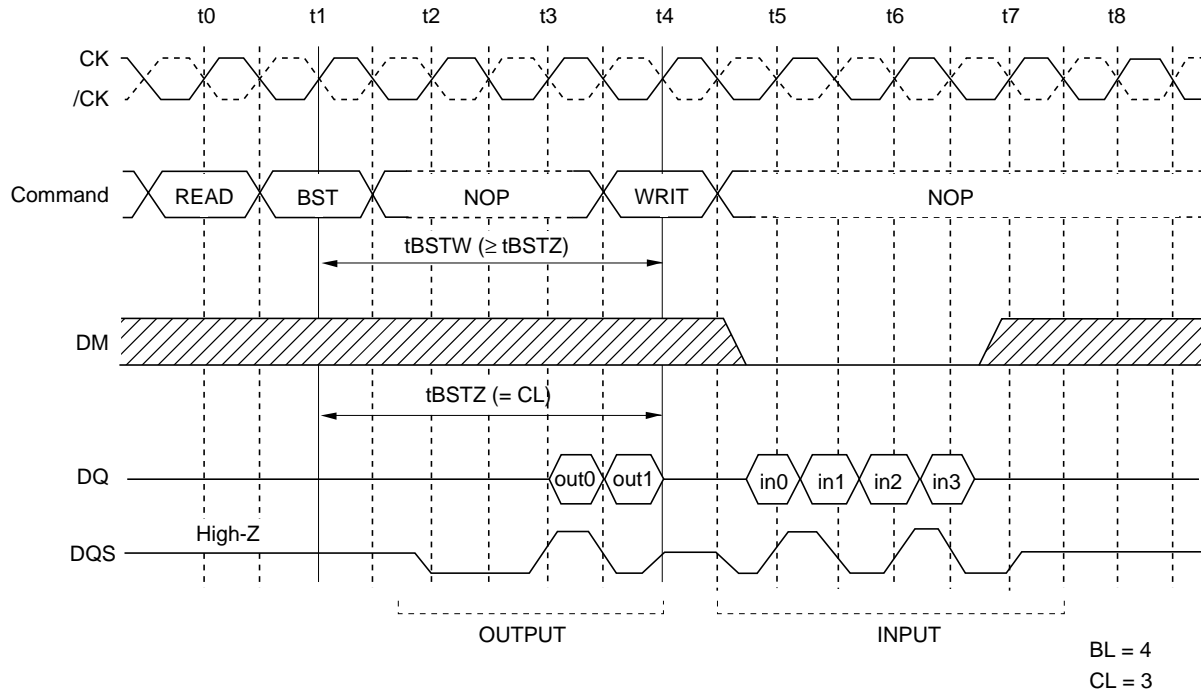 t0 t1 t2 t3 t4 t5 t6 t7 t8
CK
/CK
Command READ BST NOP WRIT NOP
tBSTW (≥ tBSTZ)
DM
tBSTZ (= CL)
DQ out0 out1 in0 in1 in2 in3
High-Z
DQS
OUTPUT INPUT
BL = 4
CL = 3